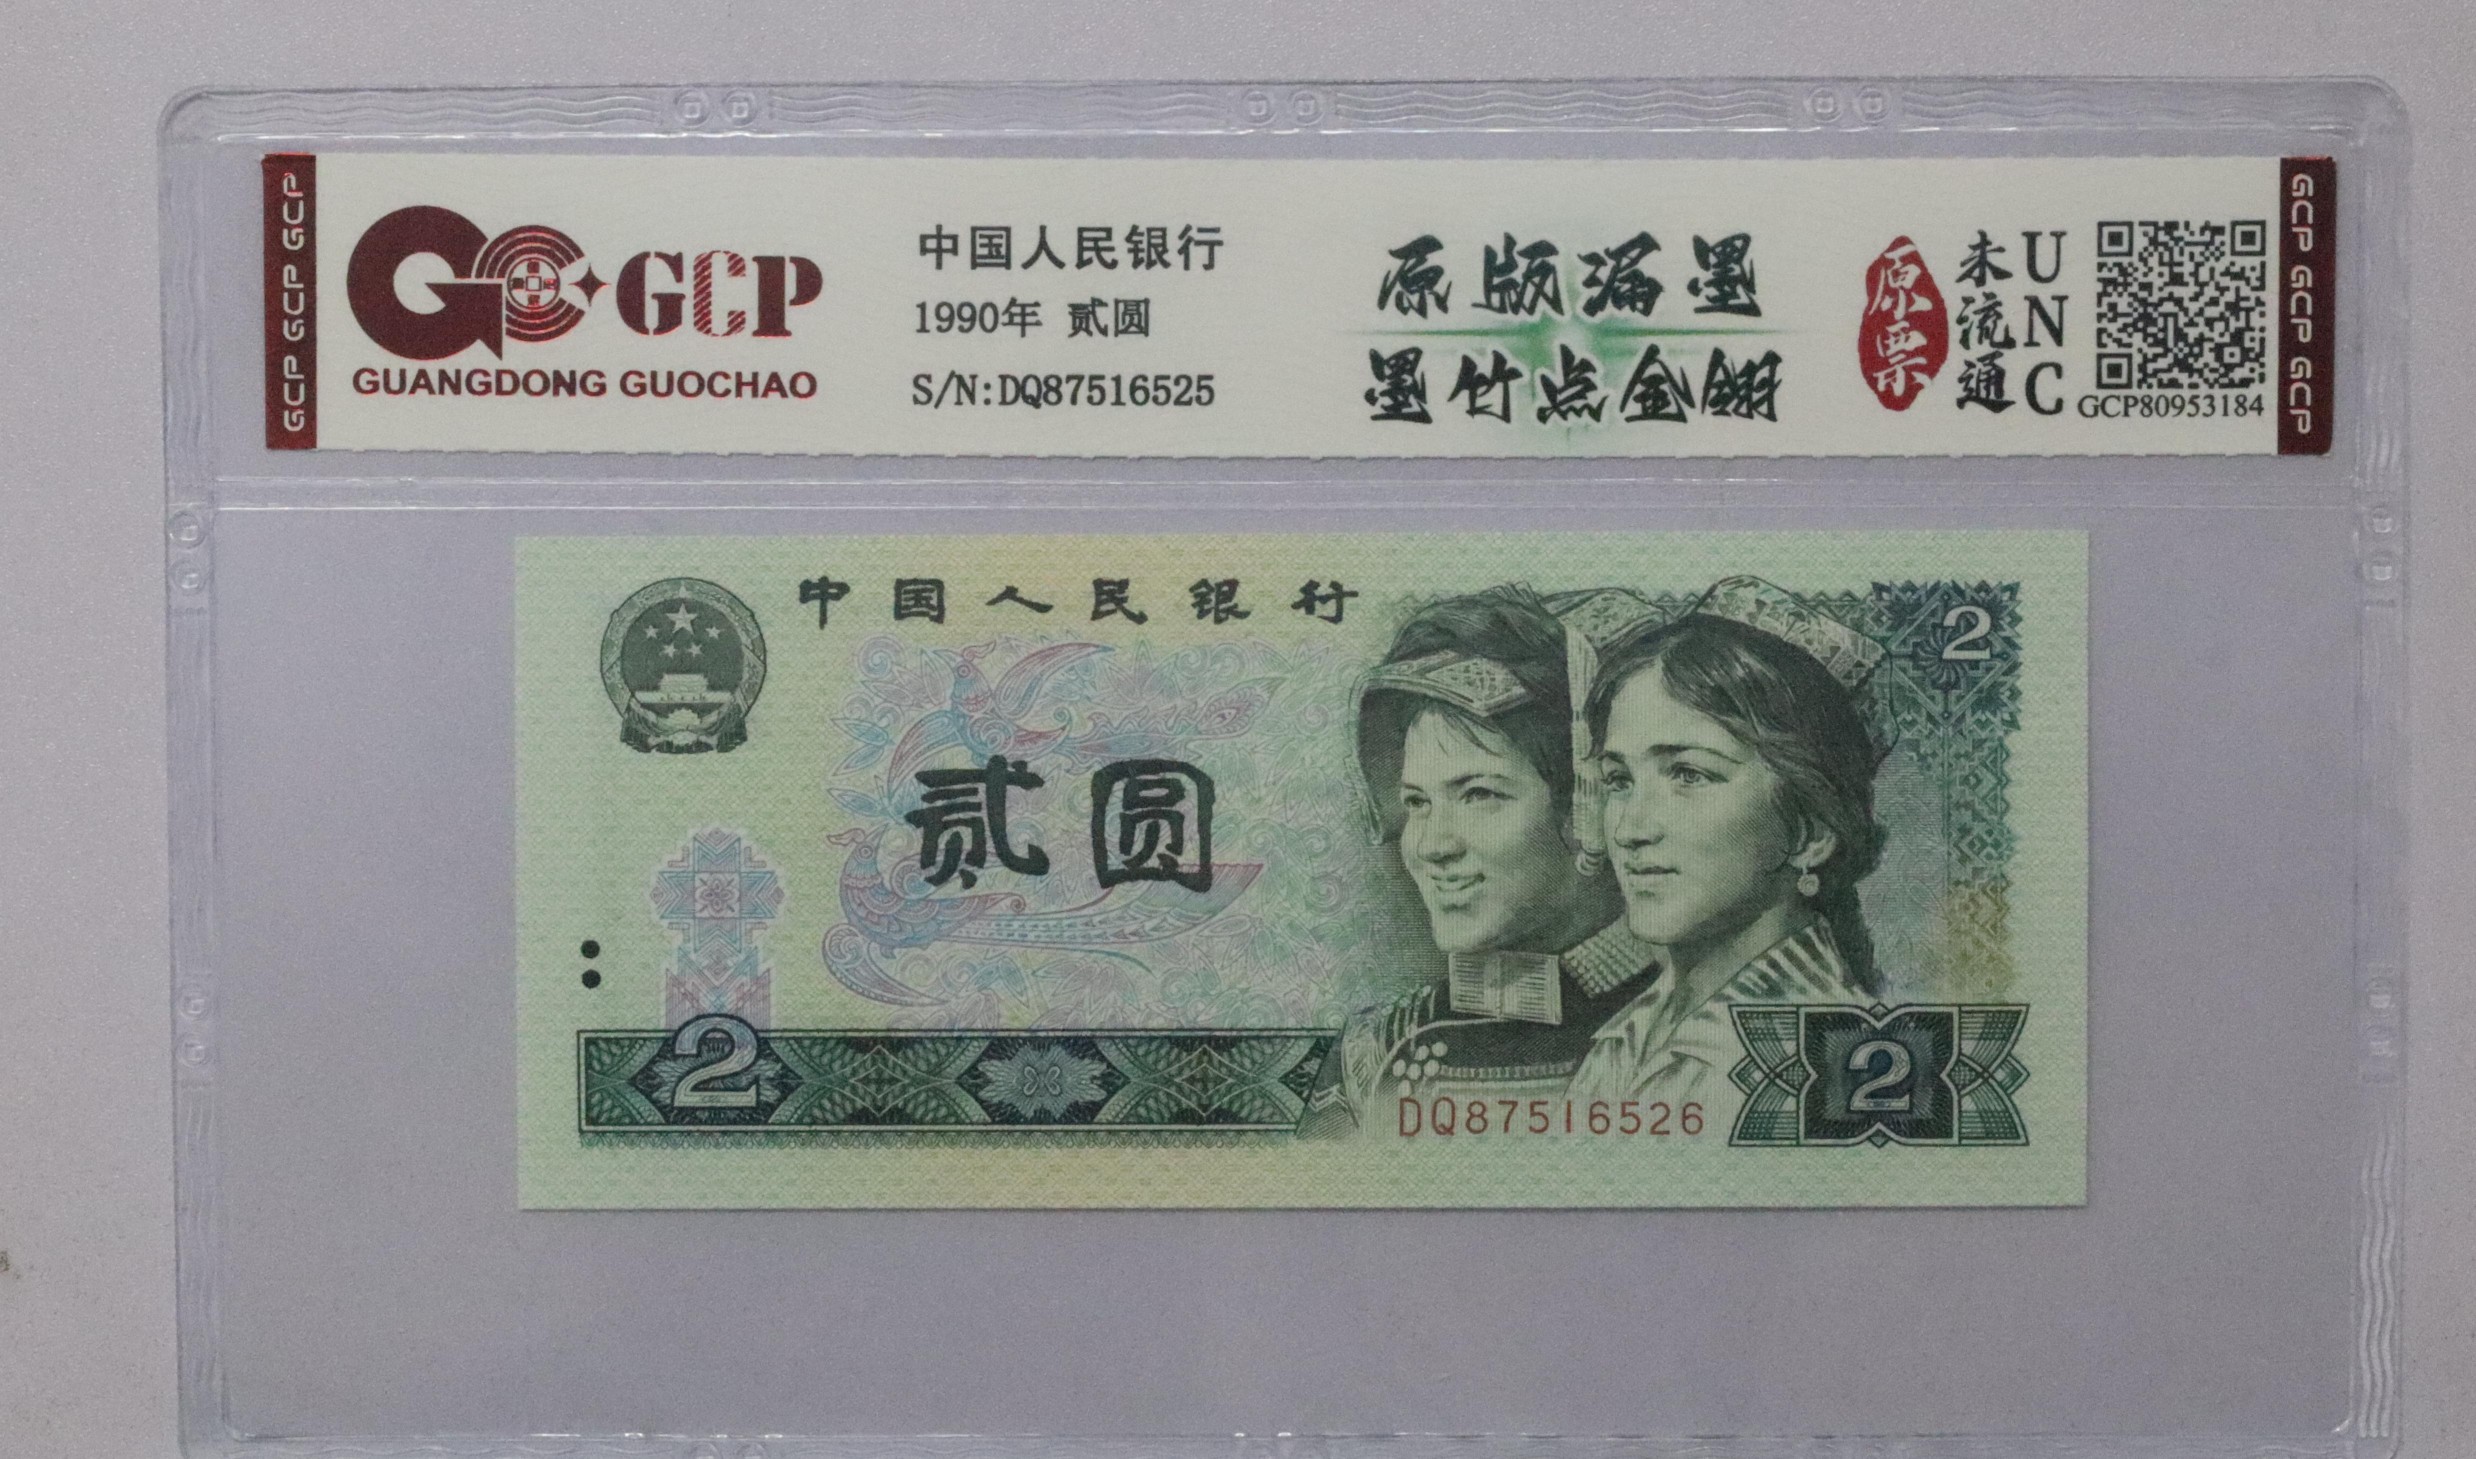 GCP GCP GCP
GCP
GUANGDONG GUOCHAO
中国人民银行
1990年 贰圆
S/N:DQ87516525
原版漏墨
墨竹点金翅
原票
未流通
UNC
GCP80953184
GCP GCP GCP
中国人民银行
2
贰圆
2
DQ87516526
2